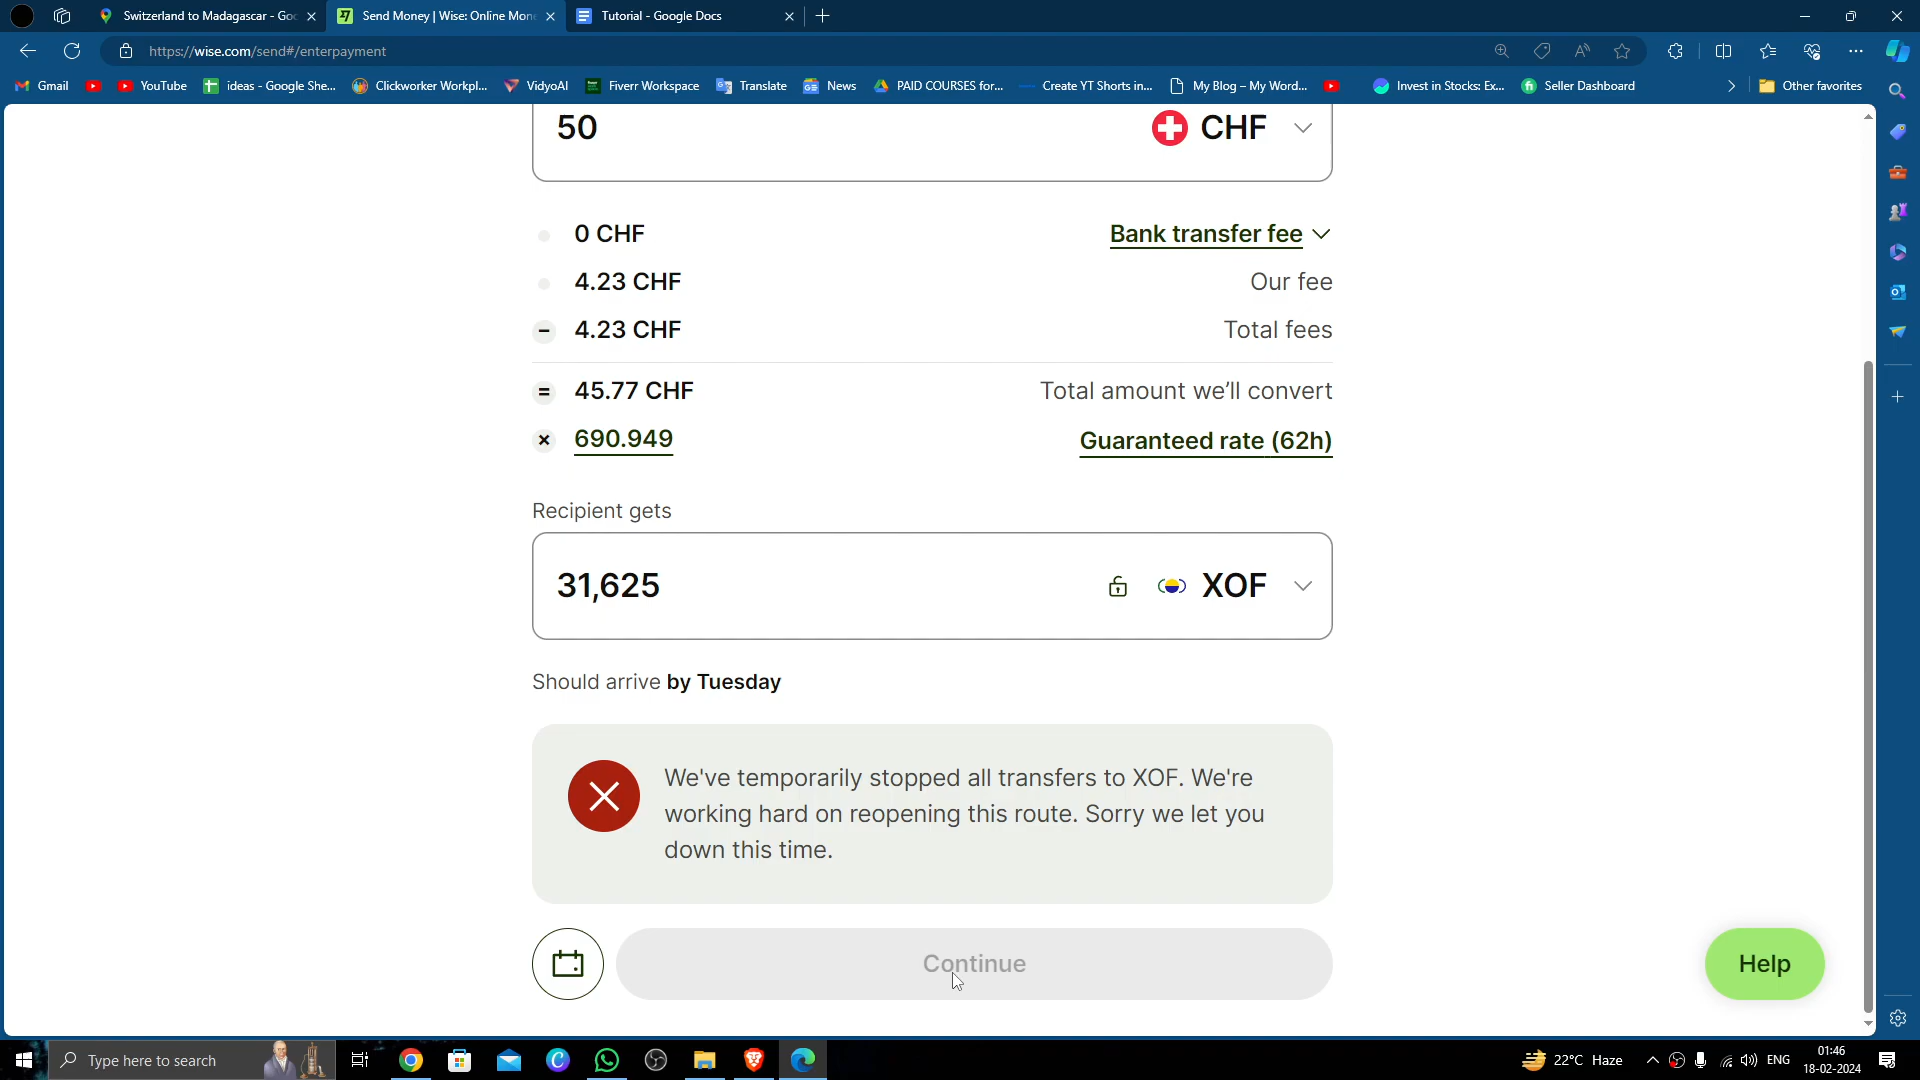 Switzerland to Madagascar - Goo
Send Money | Wise: Online Mone
Tutorial - Google Docs
https://wise.com/send#/enterpayment
Gmail
YouTube
ideas - Google She...
Clickworker Workpl...
VidyoAI
Fiverr Workspace
Translate
News
PAID COURSES for...
Create YT Shorts in...
My Blog – My Word...
Invest in Stocks: Ex...
Seller Dashboard
Other favorites
50 CHF
0 CHF Bank transfer fee
4.23 CHF Our fee
− 4.23 CHF Total fees
= 45.77 CHF Total amount we'll convert
× 690.949 Guaranteed rate (62h)
Recipient gets
31,625 XOF
Should arrive by Tuesday
We've temporarily stopped all transfers to XOF. We're
working hard on reopening this route. Sorry we let you
down this time.
Continue
Help
Type here to search
22°C Haze
ENG
01:46
18-02-2024